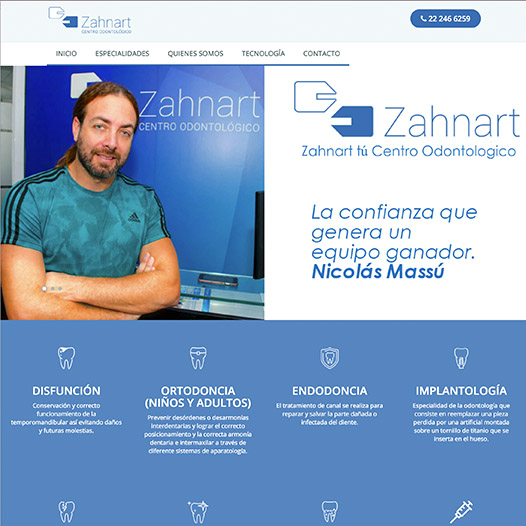 Zahnart
CENTRO ODONTOLÓGICO
22 246 6259
INICIO ESPECIALIDADES QUIENES SOMOS TECNOLOGÍA CONTACTO
Zahnart
CENTRO ODONTOLÓGICO
adidas
Zahnart
Zahnart tú Centro Odontologico
La confianza que
genera un
equipo ganador.
Nicolás Massú
DISFUNCIÓN
Conservación y correcto
funcionamiento de la
temporomandibular así evitando daños
y futuras molestias.
ORTODONCIA
(NIÑOS Y ADULTOS)
Prevenir desórdenes o desarmonías
interdentarias y lograr el correcto
posicionamiento y la correcta armonía
dentaria e intermaxilar a través de
diferente sistemas de aparatología.
ENDODONCIA
El tratamiento de canal se realiza para
reparar y salvar la parte dañada o
infectada del cliente.
IMPLANTOLOGÍA
Especialidad de la odontología que
consiste en reemplazar una pleza
perdida por una artificial montada
sobre un tornillo de titanio que se
inserta en el hueso.